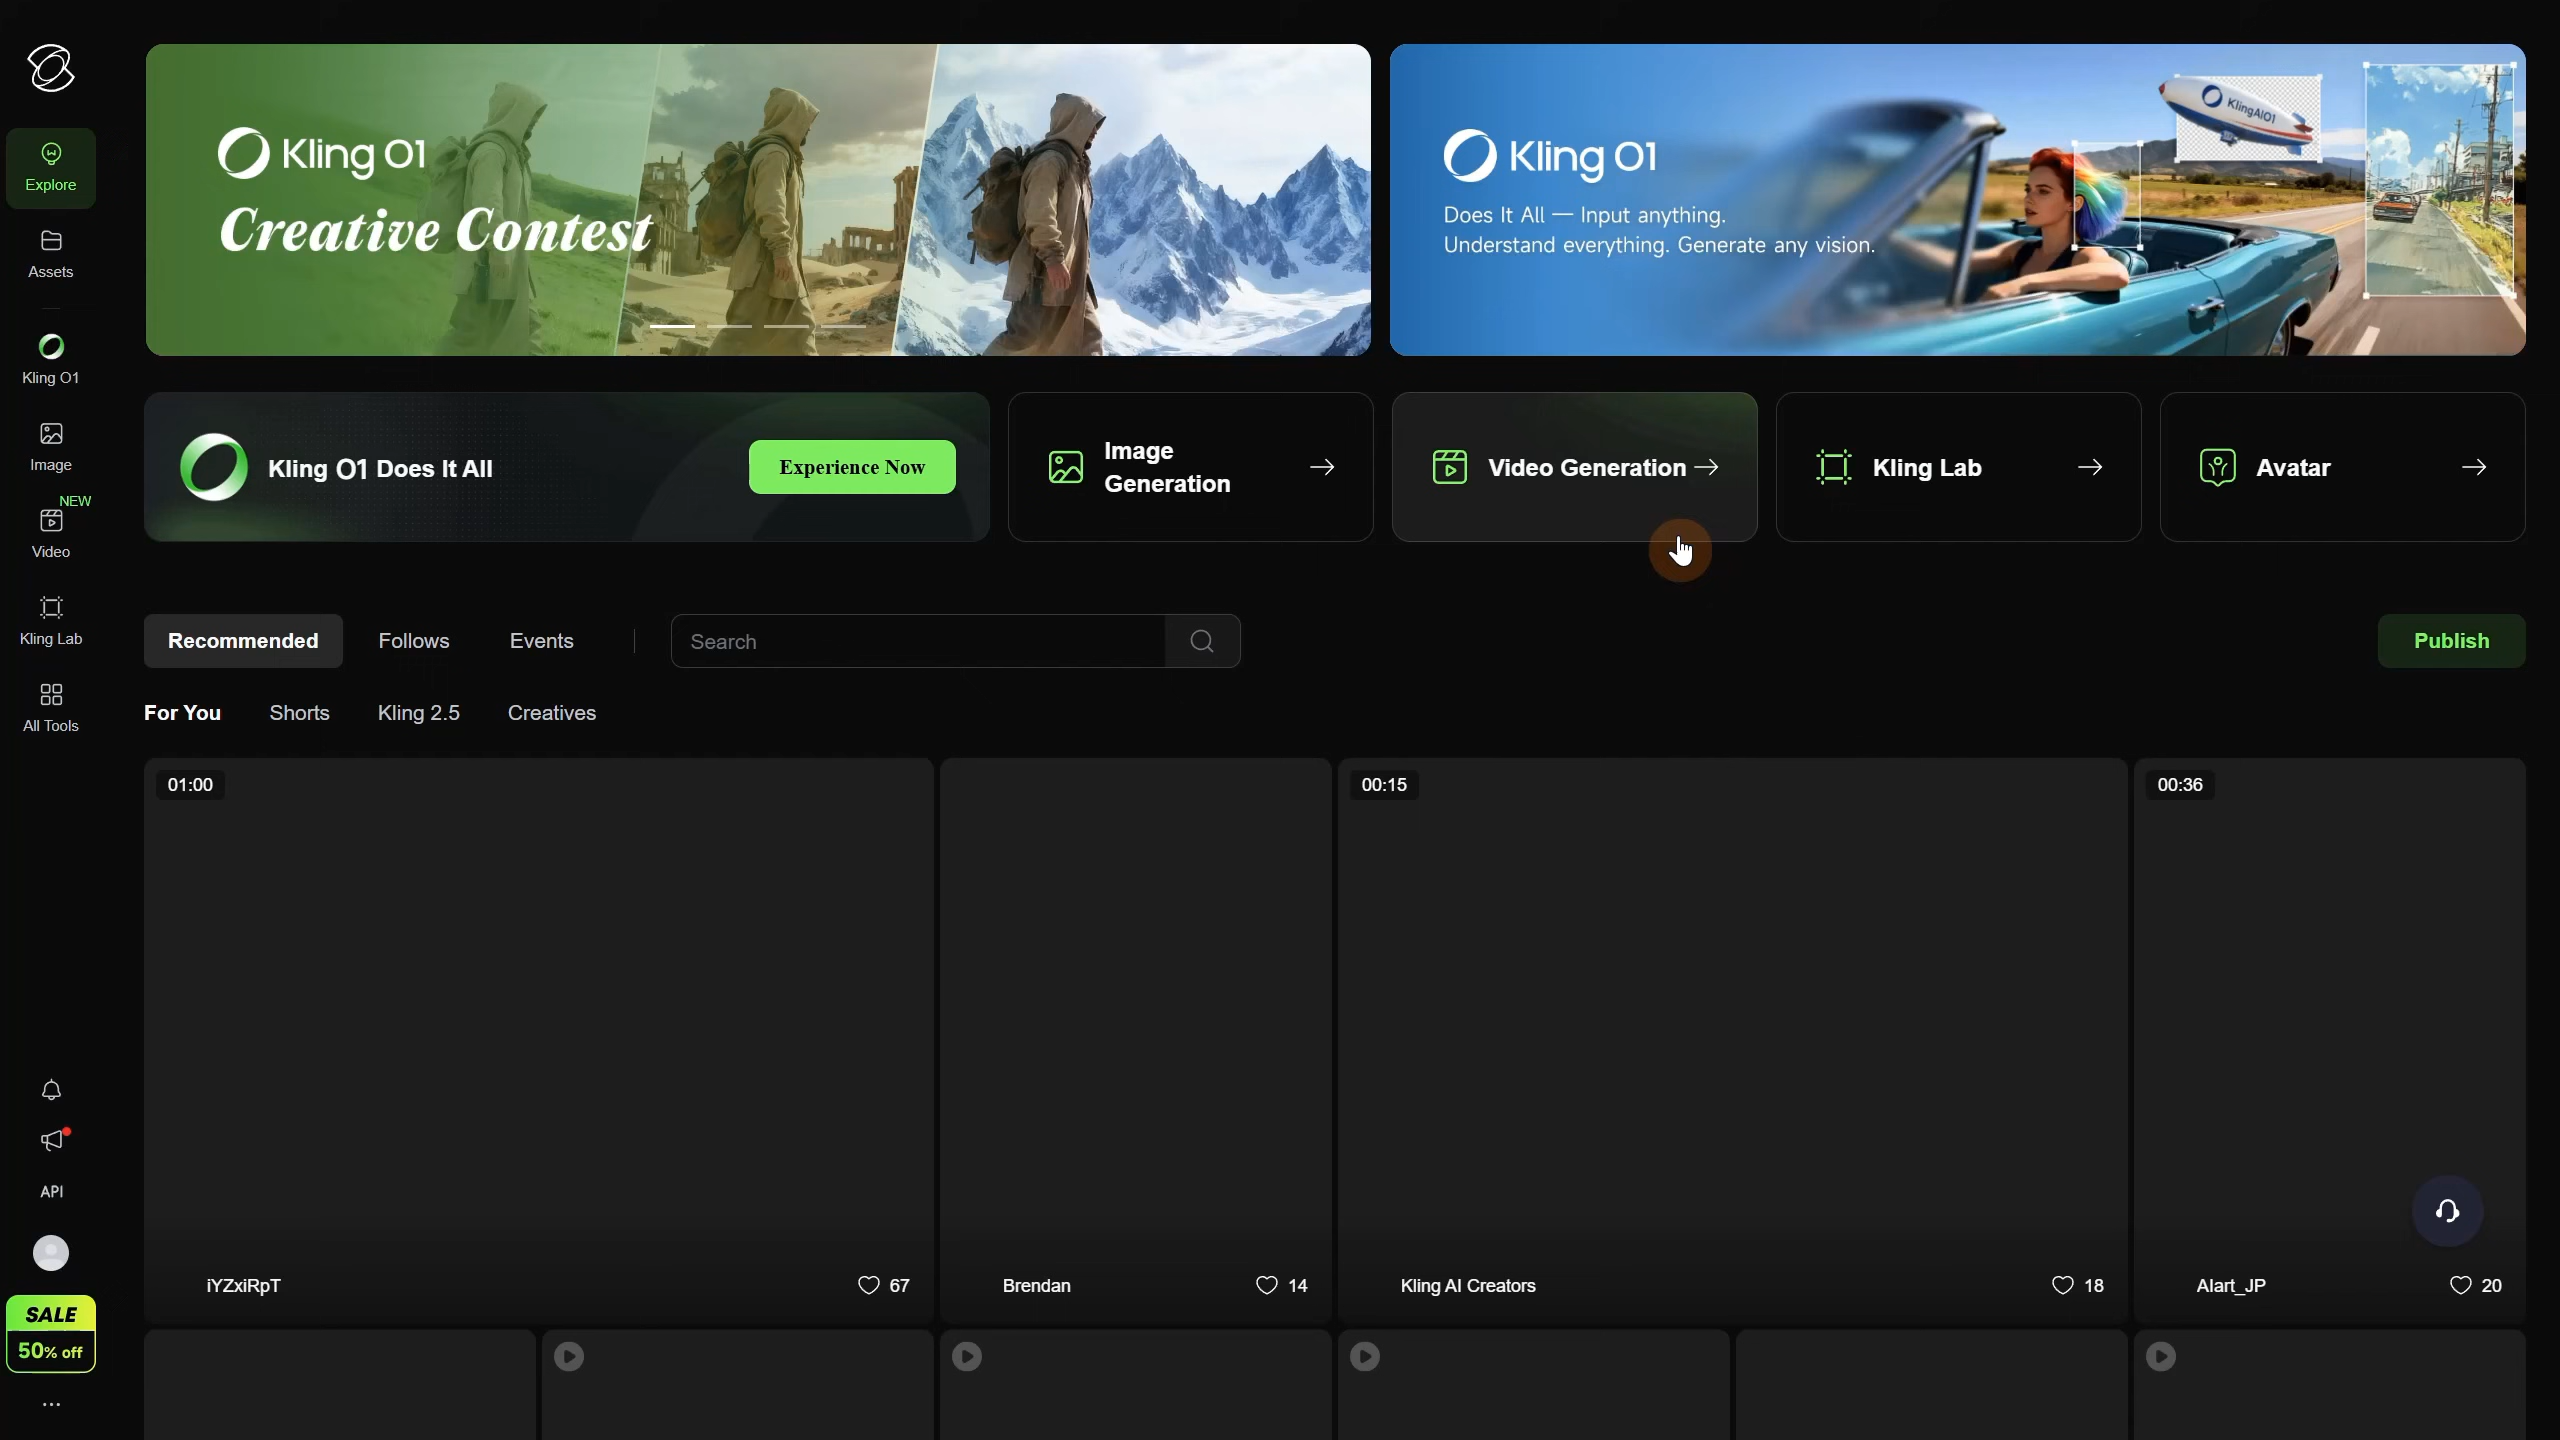 Explore
Assets
Kling O1
Image
NEW
Video
Kling Lab
All Tools
API
SALE
50% off
Kling O1
Creative Contest
Kling O1
Does It All — Input anything.
Understand everything. Generate any vision.
KlingAIO1
Kling O1 Does It All
Experience Now
Image
Generation
Video Generation
Kling Lab
Avatar
Recommended
Follows
Events
Search
Publish
For You
Shorts
Kling 2.5
Creatives
01:00
00:15
00:36
iYZxiRpT
67
Brendan
14
Kling AI Creators
18
Alart_JP
20